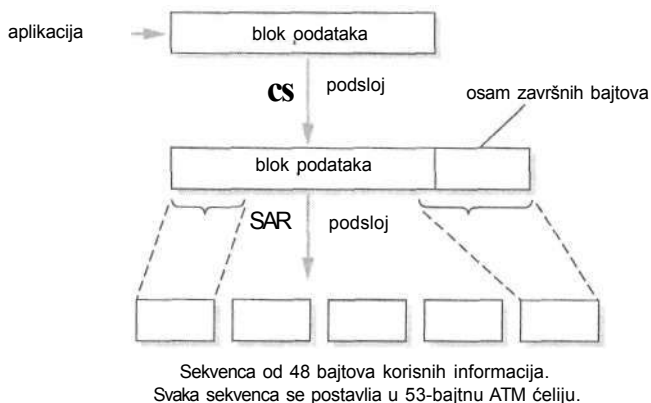 aplikacija
blok podataka
cs podsloj
osam završnih bajtova
blok podataka
SAR podsloj
Sekvenca od 48 bajtova korisnih informacija.
Svaka sekvenca se postavlia u 53-bajtnu ATM ćeliju.